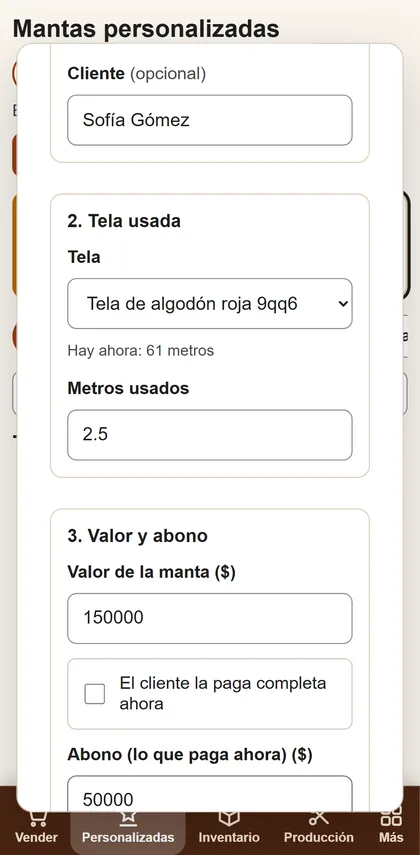 Mantas personalizadas
Cliente (opcional)
Sofía Gómez
2. Tela usada
Tela
Tela de algodón roja 9qq6
Hay ahora: 61 metros
Metros usados
2.5
3. Valor y abono
Valor de la manta ($)
150000
El cliente la paga completa
ahora
Abono (lo que paga ahora) ($)
50000
Vender
Personalizadas
Inventario
Producción
Más